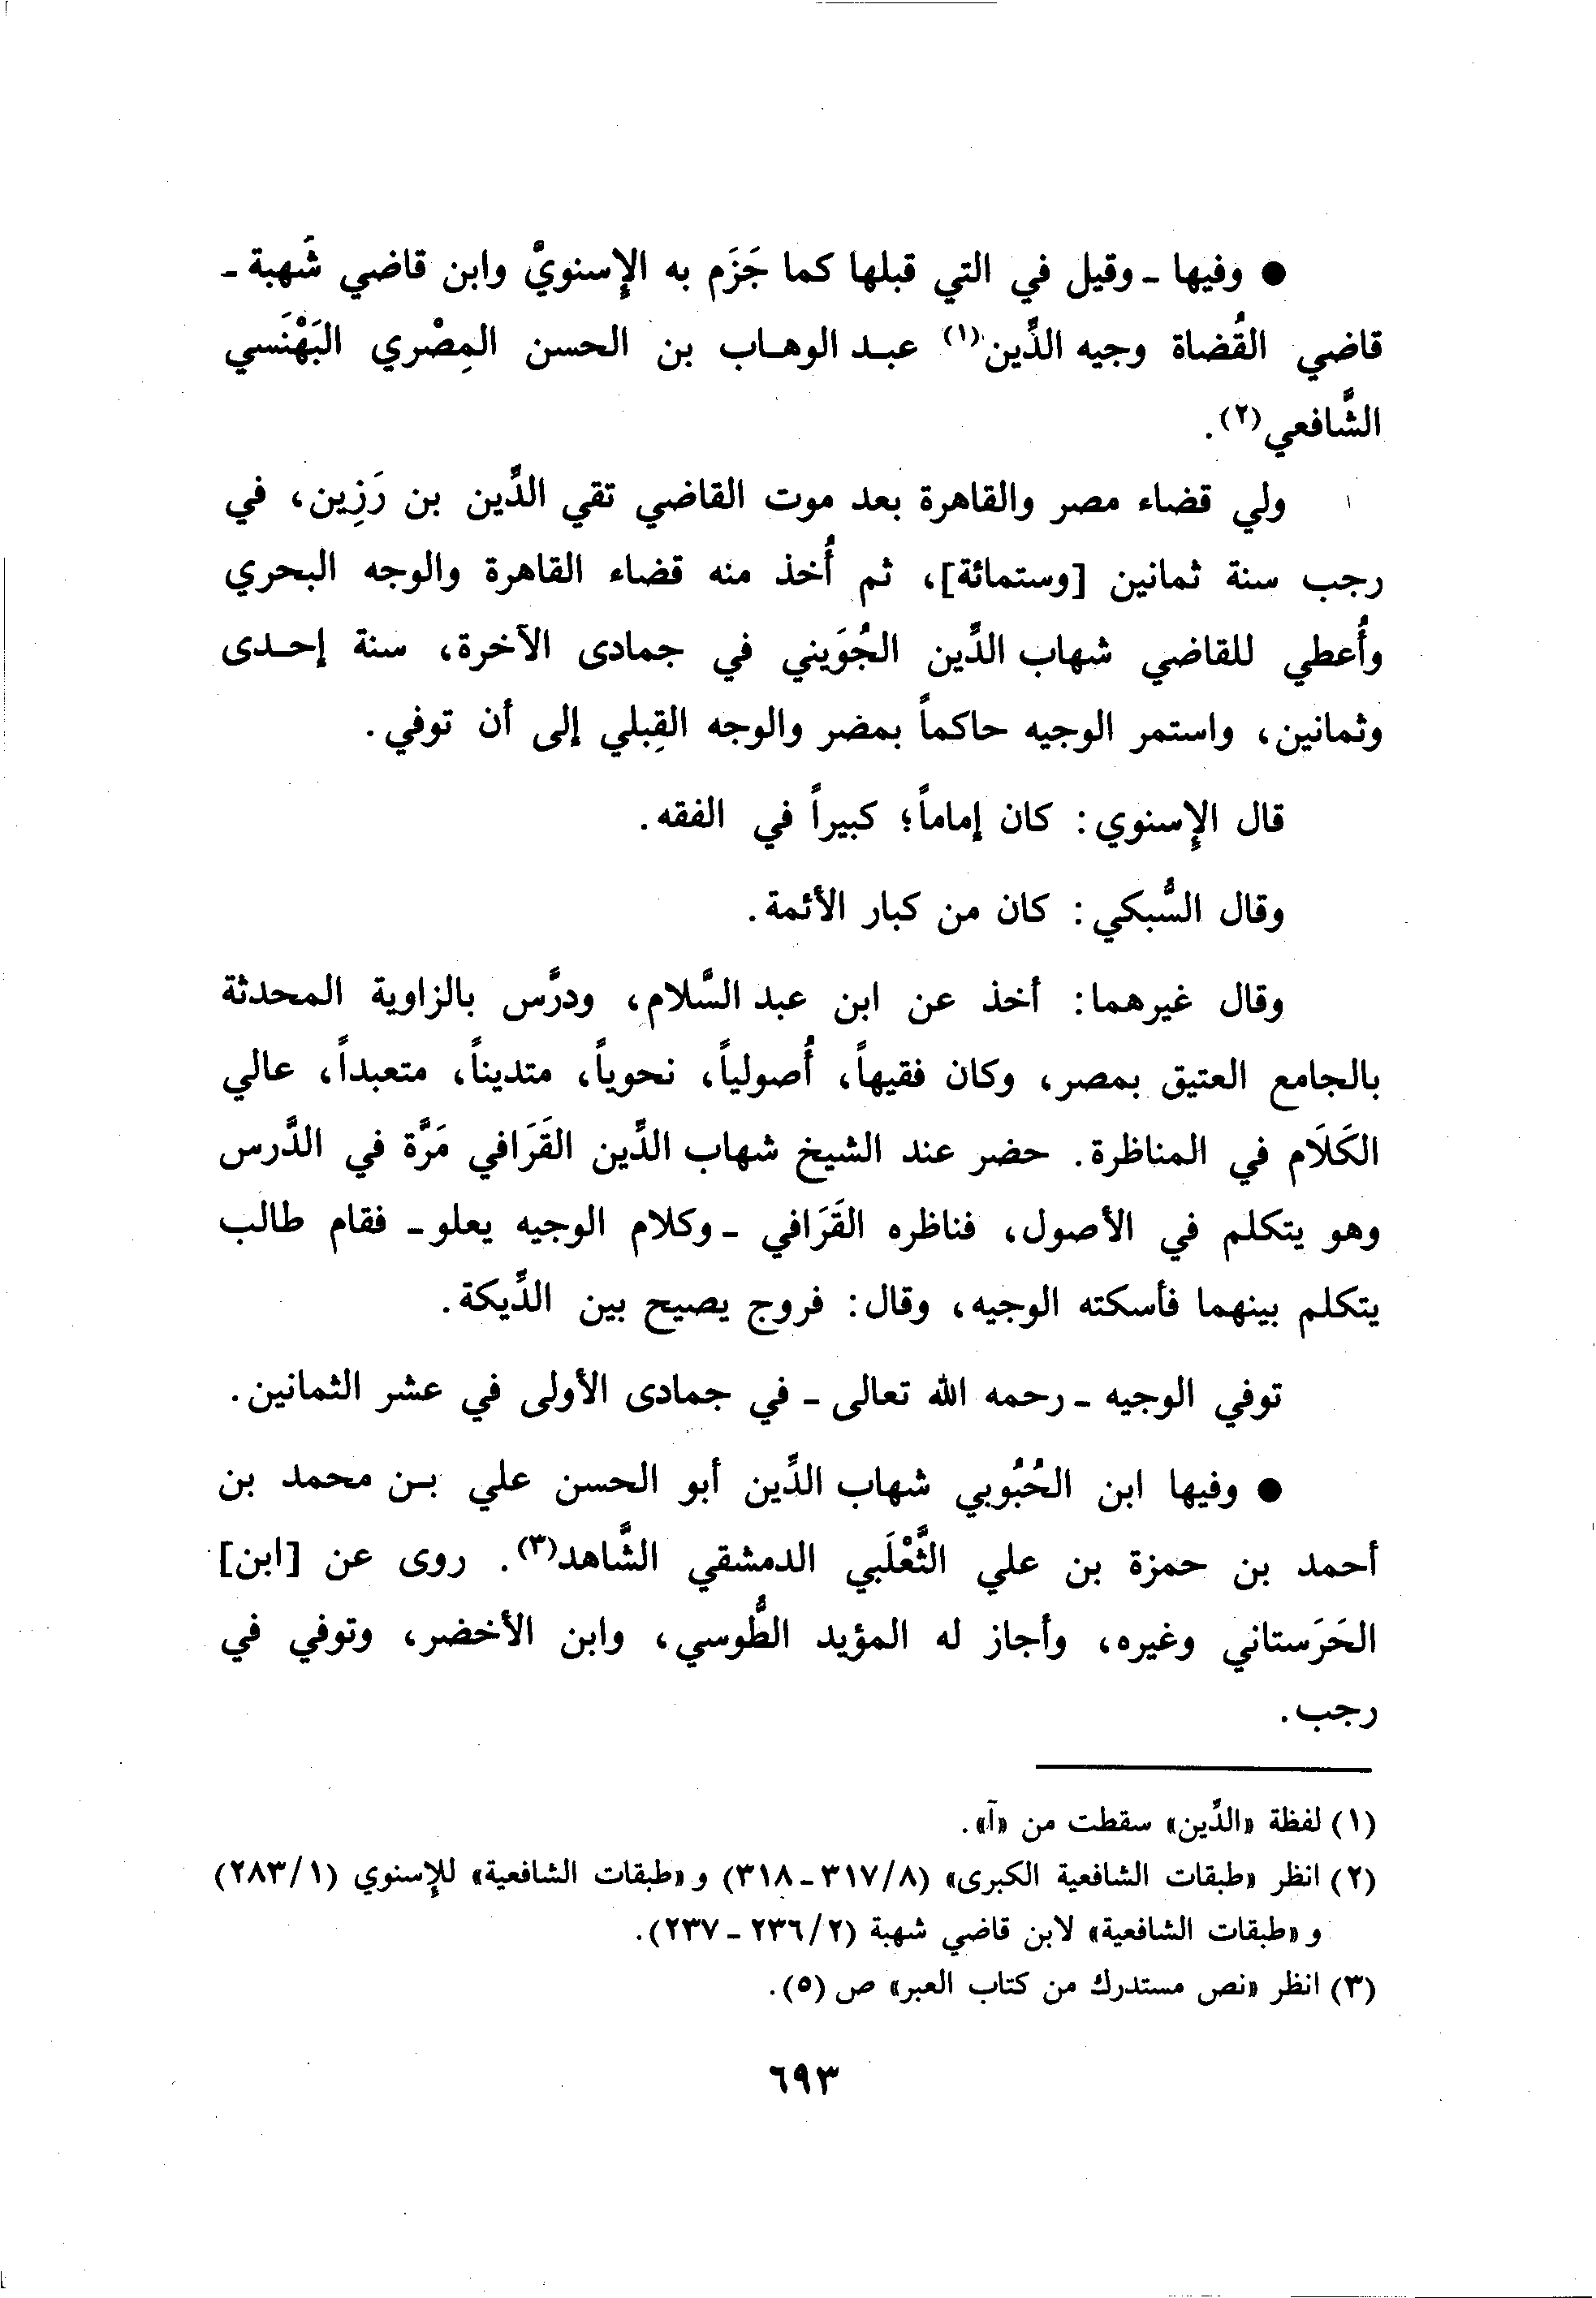 ● وفيها ـ وقيل في التي قبلها كما جَزَم به الإِسنويُّ وابن قاضي شُهبة ـ
قاضي القُضاة وجيه الدِّين(١) عبد الوهاب بن الحسن المِصْري البَهْنَسي
الشَّافعي(٢).
ولي قضاء مصر والقاهرة بعد موت القاضي تقي الدِّين بن رَزِين، في
رجب سنة ثمانين [وستمائة]، ثم أُخذ منه قضاء القاهرة والوجه البحري
وأُعطي للقاضي شهاب الدِّين الجُوَيني في جمادى الآخرة، سنة إحدى
وثمانين، واستمر الوجيه حاكماً بمضر والوجه القِبلي إلى أن توفي.
قال الإِسنوي: كان إماماً؛ كبيراً في الفقه.
وقال السُّبكي: كان من كبار الأئمة.
وقال غيرهما: أخذ عن ابن عبد السَّلام، ودرَّس بالزاوية المحدثة
بالجامع العتيق بمصر، وكان فقيهاً، أُصولياً، نحوياً، متديناً، متعبداً، عالي
الكَلَام في المناظرة. حضر عند الشيخ شهاب الدِّين القَرَافي مَرَّة في الدَّرس
وهو يتكلم في الأصول، فناظره القَرَافي ـ وكلام الوجيه يعلو ـ فقام طالب
يتكلم بينهما فأسكته الوجيه، وقال: فروج يصيح بين الدِّيكة.
توفي الوجيه ـ رحمه الله تعالى ـ في جمادى الأولى في عشر الثمانين.
● وفيها ابن الحُبُوبي شهاب الدِّين أبو الحسن علي بن محمد بن
أحمد بن حمزة بن علي الثَّعْلَبي الدمشقي الشَّاهد(٣). روى عن [ابن]
الحَرَستاني وغيره، وأجاز له المؤيد الطُّوسي، وابن الأخضر، وتوفي في
رجب.
(١) لفظة «الدِّين» سقطت من «آ».
(٢) انظر «طبقات الشافعية الكبرى» (٨/ ٣١٧ ـ ٣١٨) و «طبقات الشافعية» للإِسنوي (١/ ٢٨٣)
و «طبقات الشافعية» لابن قاضي شهبة (٢/ ٢٣٦ ـ ٢٣٧).
(٣) انظر «نص مستدرك من كتاب العبر» ص (٥).
٦٩٣